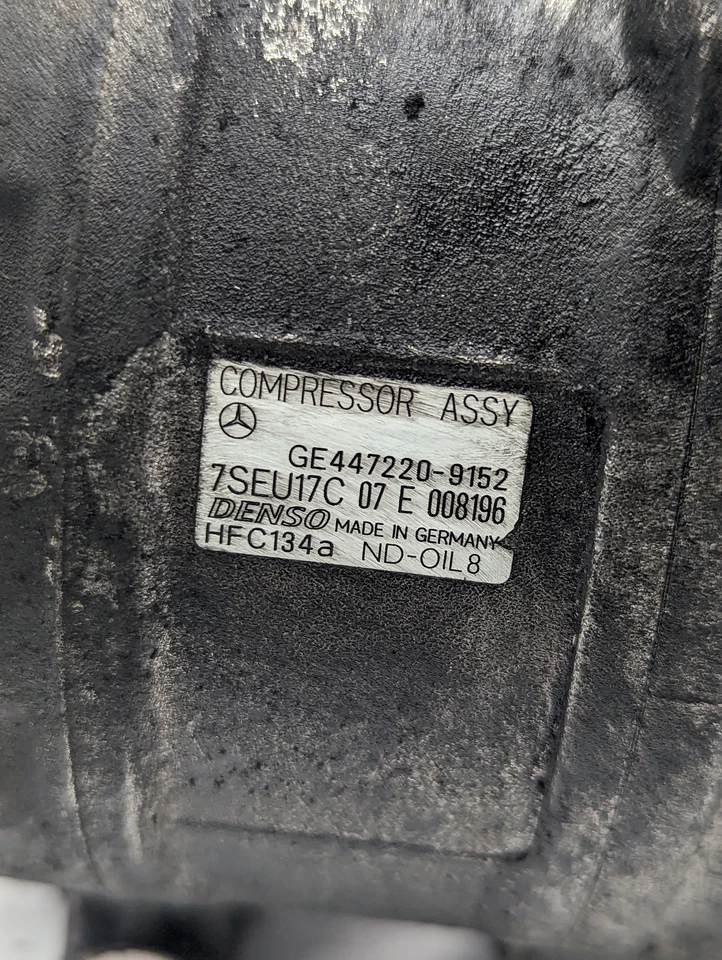 COMPRESSOR ASSY
GE447220-9152
7SEU17C 07 E 008196
DENSO MADE IN GERMANY
HFC134a ND-OIL8